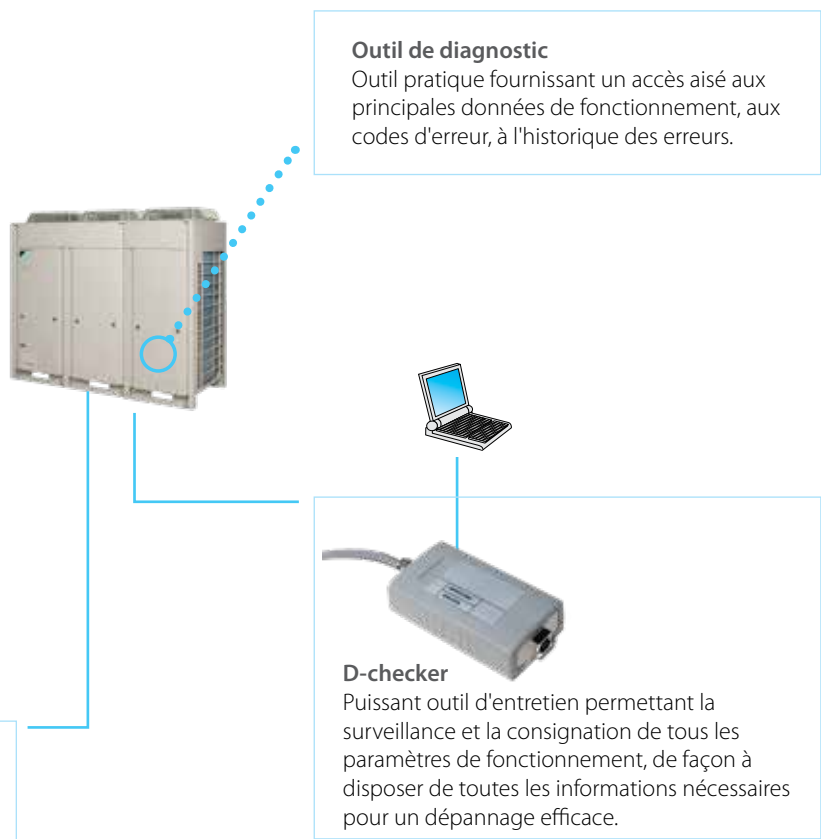 Outil de diagnostic
Outil pratique fournissant un accès aisé aux
principales données de fonctionnement, aux
codes d'erreur, à l'historique des erreurs.
D-checker
Puissant outil d'entretien permettant la
surveillance et la consignation de tous les
paramètres de fonctionnement, de façon à
disposer de toutes les informations nécessaires
pour un dépannage efficace.